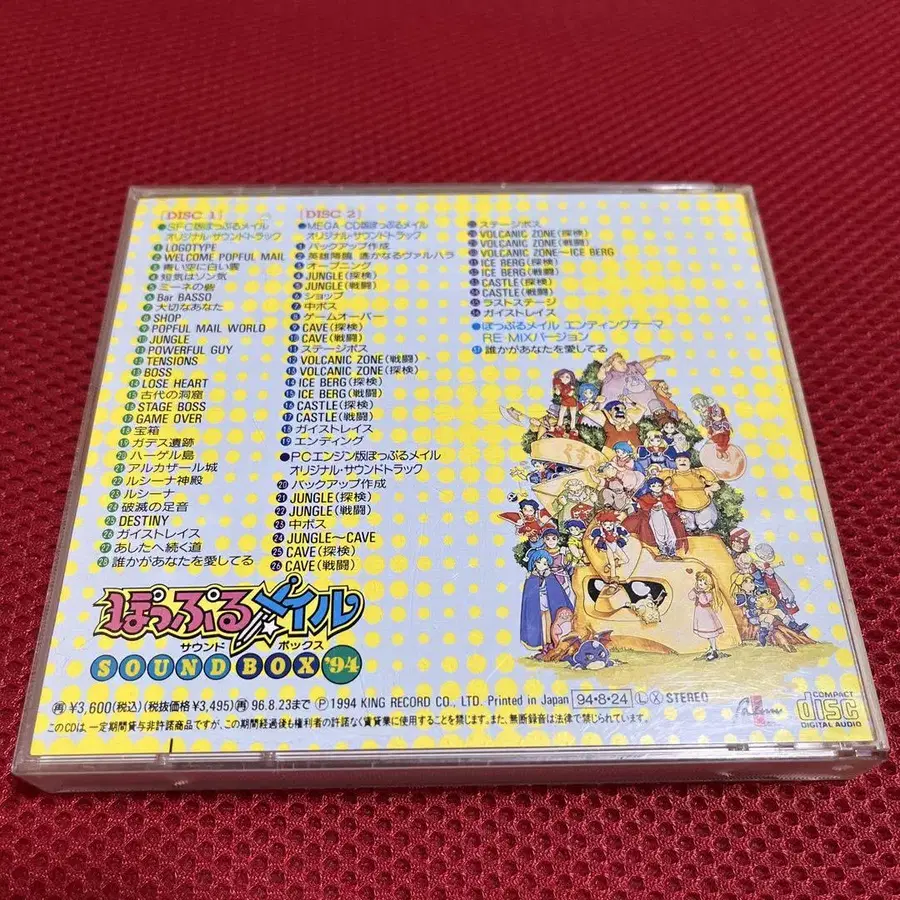 [DISC 1]
●SFC版ぽっぷるメイル
オリジナル・サウンドトラック
1 LOGOTYPE
2 WELCOME POPFUL MAIL
3 青い空に白い雲
4 短気はソン気
5 ミーネの砦
6 Bar BASSO
7 大切なあなた
8 SHOP
9 POPFUL MAIL WORLD
10 JUNGLE
11 POWERFUL GUY
12 TENSIONS
13 BOSS
14 LOSE HEART
15 古代の洞窟
16 STAGE BOSS
17 GAME OVER
18 宝箱
19 ガデス遺跡
20 ハーゲル島
21 アルカザール城
22 ルシーナ神殿
23 ルシーナ
24 破滅の足音
25 DESTINY
26 ガイストレイス
27 あしたへ続く道
28 誰かがあなたを愛してる
[DISC 2]
●MEGA-CD版ぽっぷるメイル
オリジナル・サウンドトラック
1 バックアップ作成
2 英雄降臨 遙かなるヴァルハラ
3 オープニング
4 JUNGLE(探検)
5 JUNGLE(戦闘)
6 ショップ
7 中ボス
8 ゲームオーバー
9 CAVE(探検)
10 CAVE(戦闘)
11 ステージボス
12 VOLCANIC ZONE(戦闘)
13 VOLCANIC ZONE(探検)
14 ICE BERG(探検)
15 ICE BERG(戦闘)
16 CASTLE(探検)
17 CASTLE(戦闘)
18 ガイストレイス
19 エンディング
●PCエンジン版ぽっぷるメイル
オリジナル・サウンドトラック
20 バックアップ作成
21 JUNGLE(探検)
22 JUNGLE(戦闘)
23 中ボス
24 JUNGLE〜CAVE
25 CAVE(探検)
26 CAVE(戦闘)
ステージボス
VOLCANIC ZONE(探検)
VOLCANIC ZONE(戦闘)
VOLCANIC ZONE〜ICE BERG
ICE BERG(探検)
ICE BERG(戦闘)
CASTLE(探検)
CASTLE(戦闘)
ラストステージ
ガイストレイス
●ぽっぷるメイル エンディングテーマ
RE-MIXバージョン
誰かがあなたを愛してる
ぽっぷるメイル
サウンド ボックス
SOUND BOX '94
再 ¥3,600(税込)(税抜価格¥3,495)再96.8.23まで Ⓟ1994 KING RECORD CO., LTD. Printed in Japan 94・8・24 Ⓛ Ⓧ STEREO
COMPACT
disc
DIGITAL AUDIO
このCDは、一定期間貸与非許諾商品ですが、この期間経過後も権利者の許諾なく賃貸業に使用することを禁じます。また、無断録音は法律で禁じられています。